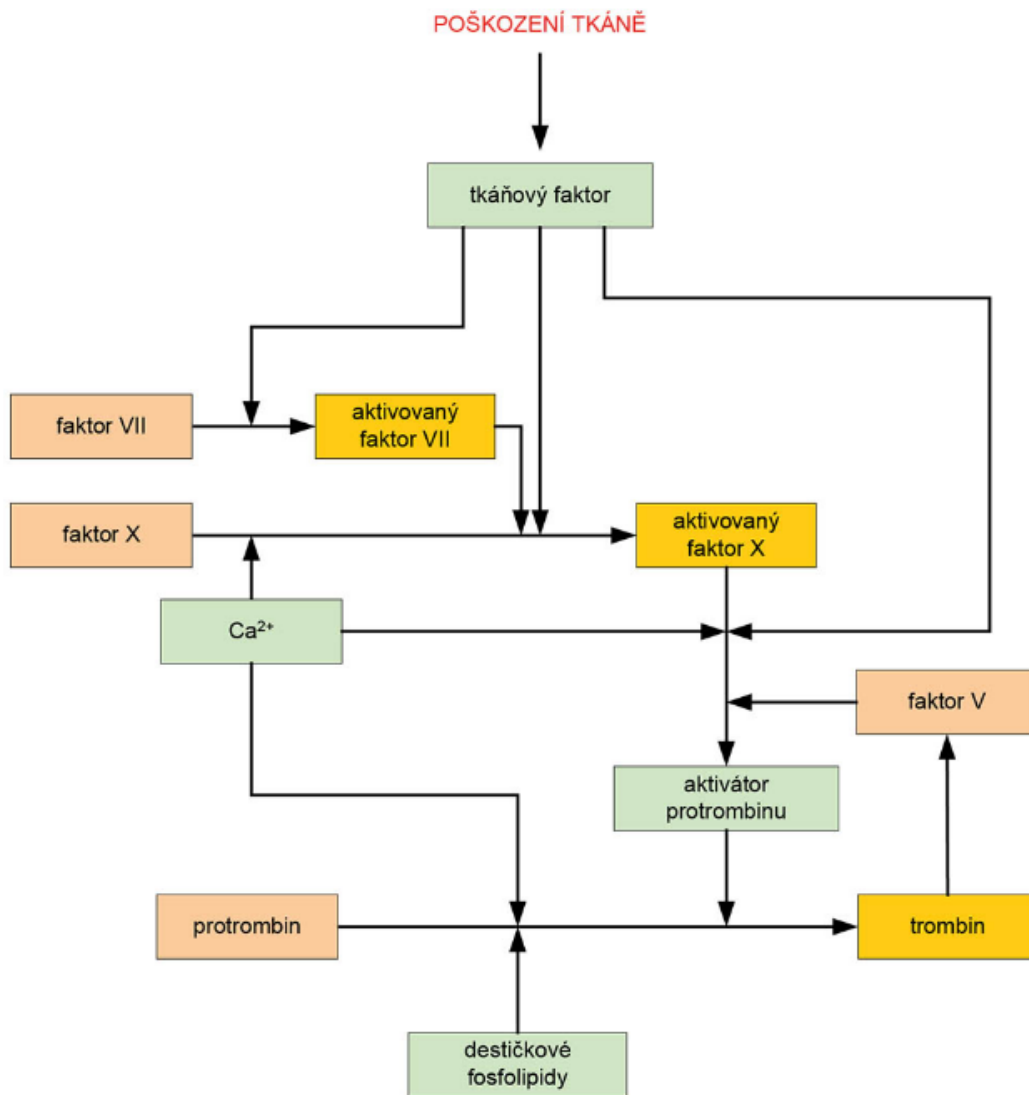 POŠKOZENÍ TKÁNĚ
tkáňový faktor
faktor VII
aktivovaný
faktor VII
faktor X
aktivovaný
faktor X
Ca²⁺
faktor V
aktivátor
protrombinu
protrombin
trombin
destičkové
fosfolipidy